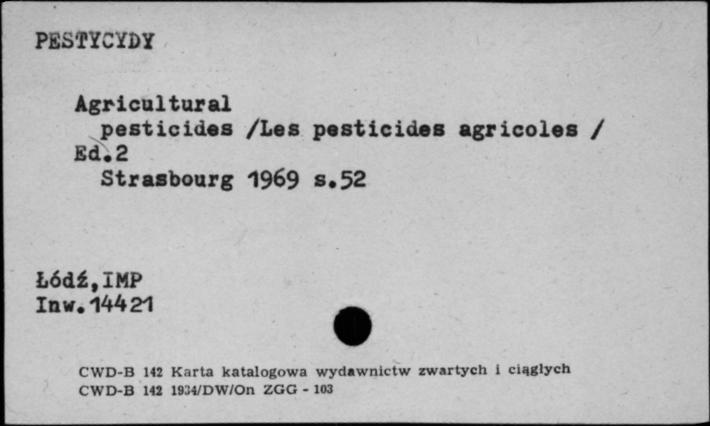 PESTYCYDY
Agricultural
pesticides /Les pesticides agricoles /
Ed.2
Strasbourg 1969 s.52
Łódź,IMP
Inw.14421
CWD-B 142 Karta katalogowa wydawnictw zwartych i ciągłych
CWD-B 142 1934/DW/On ZGG - 103